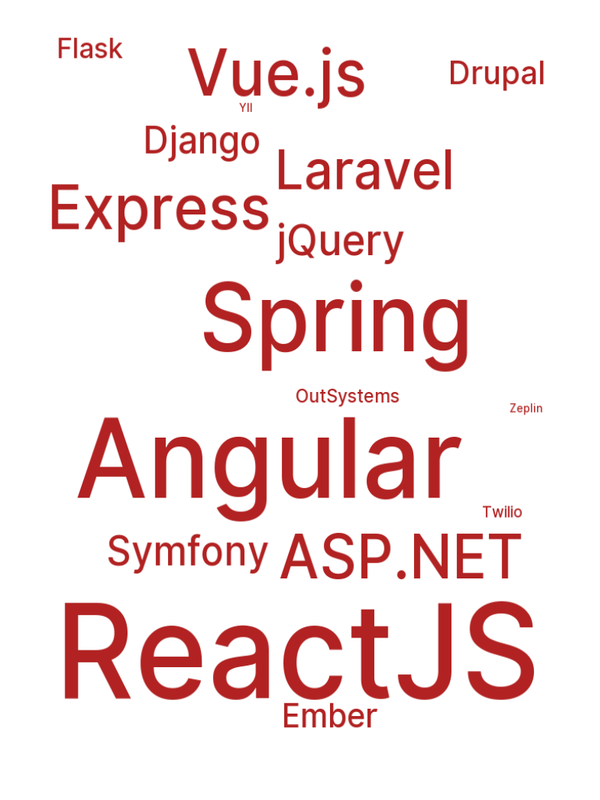 Flask
Vue.js
Drupal
YII
Django
Laravel
Express
jQuery
Spring
OutSystems
Zeplin
Angular
Twilio
Symfony
ASP.NET
ReactJS
Ember